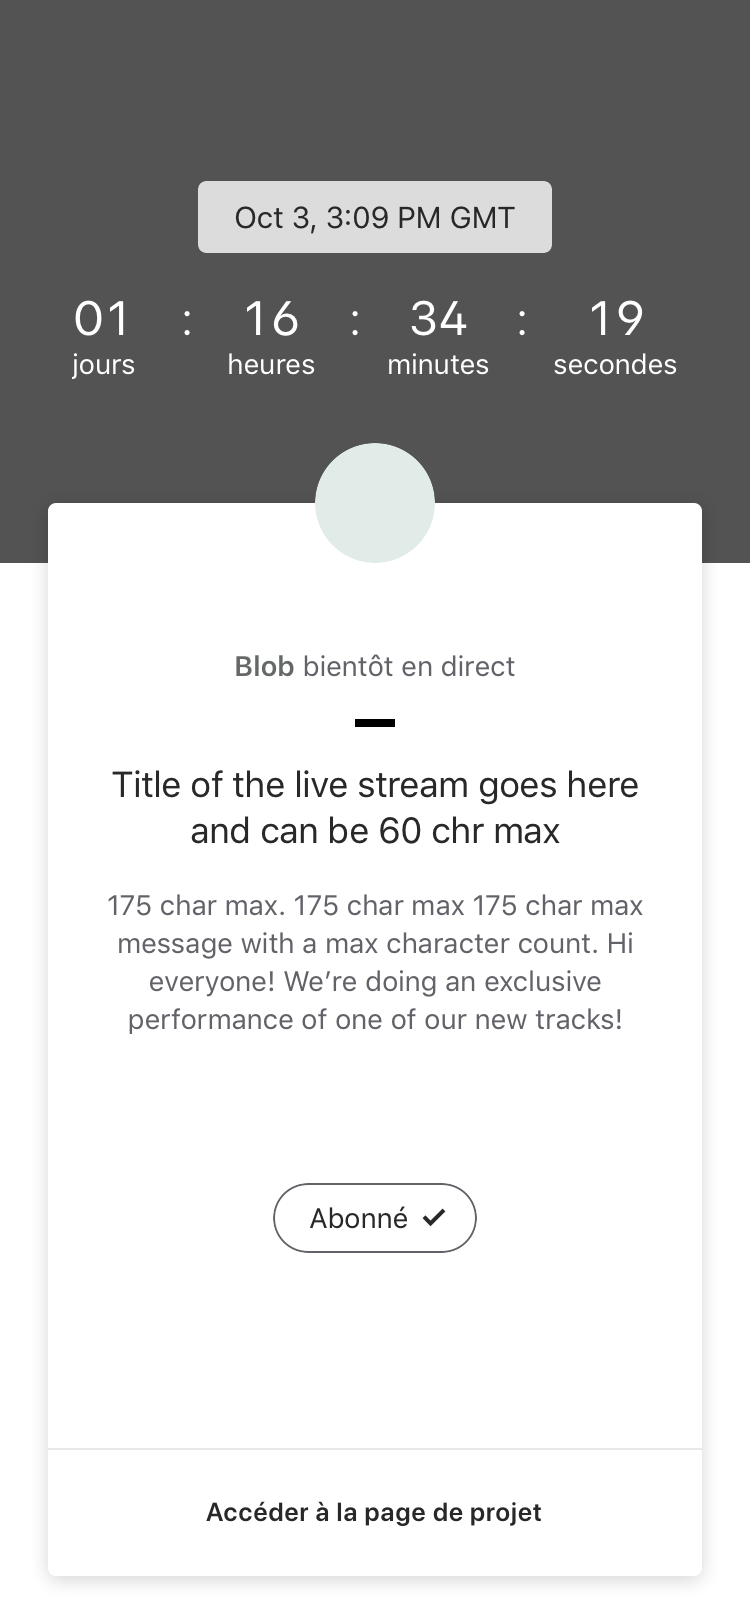 Oct 3, 3:09 PM GMT
01 : 16 : 34 : 19
jours heures minutes secondes
Blob bientôt en direct
Title of the live stream goes here
and can be 60 chr max
175 char max. 175 char max 175 char max
message with a max character count. Hi
everyone! We’re doing an exclusive
performance of one of our new tracks!
Abonné
Accéder à la page de projet